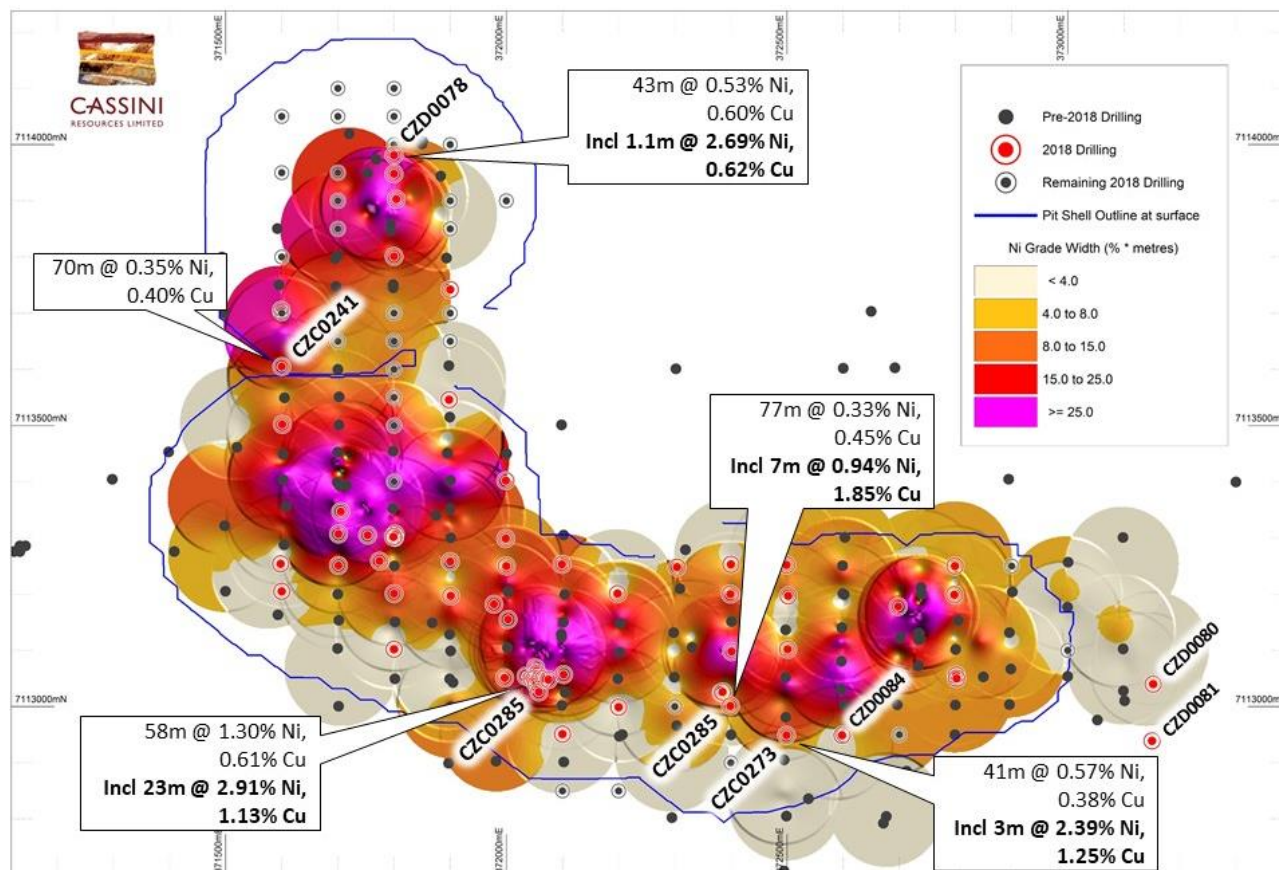 371500mE
372000mE
372500mE
373000mE
CASSINI
RESOURCES LIMITED
CZD0078
43m @ 0.53% Ni,
0.60% Cu
Incl 1.1m @ 2.69% Ni,
0.62% Cu
Pre-2018 Drilling
2018 Drilling
Remaining 2018 Drilling
Pit Shell Outline at surface
Ni Grade Width (% * metres)
< 4.0
4.0 to 8.0
8.0 to 15.0
15.0 to 25.0
>= 25.0
7114000mN
7114000mN
70m @ 0.35% Ni,
0.40% Cu
CZC0241
7113500mN
7113500mN
77m @ 0.33% Ni,
0.45% Cu
Incl 7m @ 0.94% Ni,
1.85% Cu
7113000mN
7113000mN
CZD0080
CZD0081
CZD0084
CZC0285
CZC0285
CZC0273
58m @ 1.30% Ni,
0.61% Cu
Incl 23m @ 2.91% Ni,
1.13% Cu
41m @ 0.57% Ni,
0.38% Cu
Incl 3m @ 2.39% Ni,
1.25% Cu
371500mE
372000mE
372500mE
373000mE